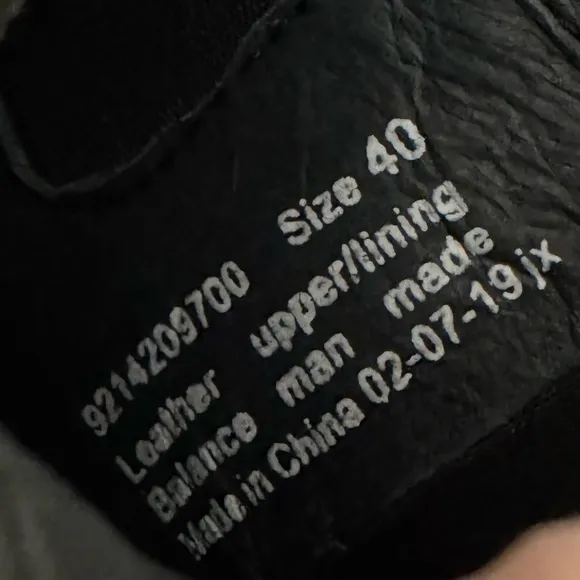 9214209700 Size 40
Leather upper/lining
Balance man made
Made in China 02-07-19 jx